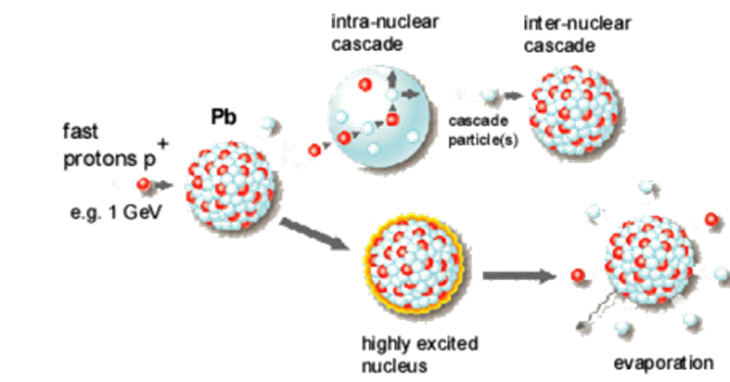 intra-nuclear
cascade
inter-nuclear
cascade
Pb
fast
protons p+
cascade
particle(s)
e.g. 1 GeV
highly excited
nucleus
evaporation